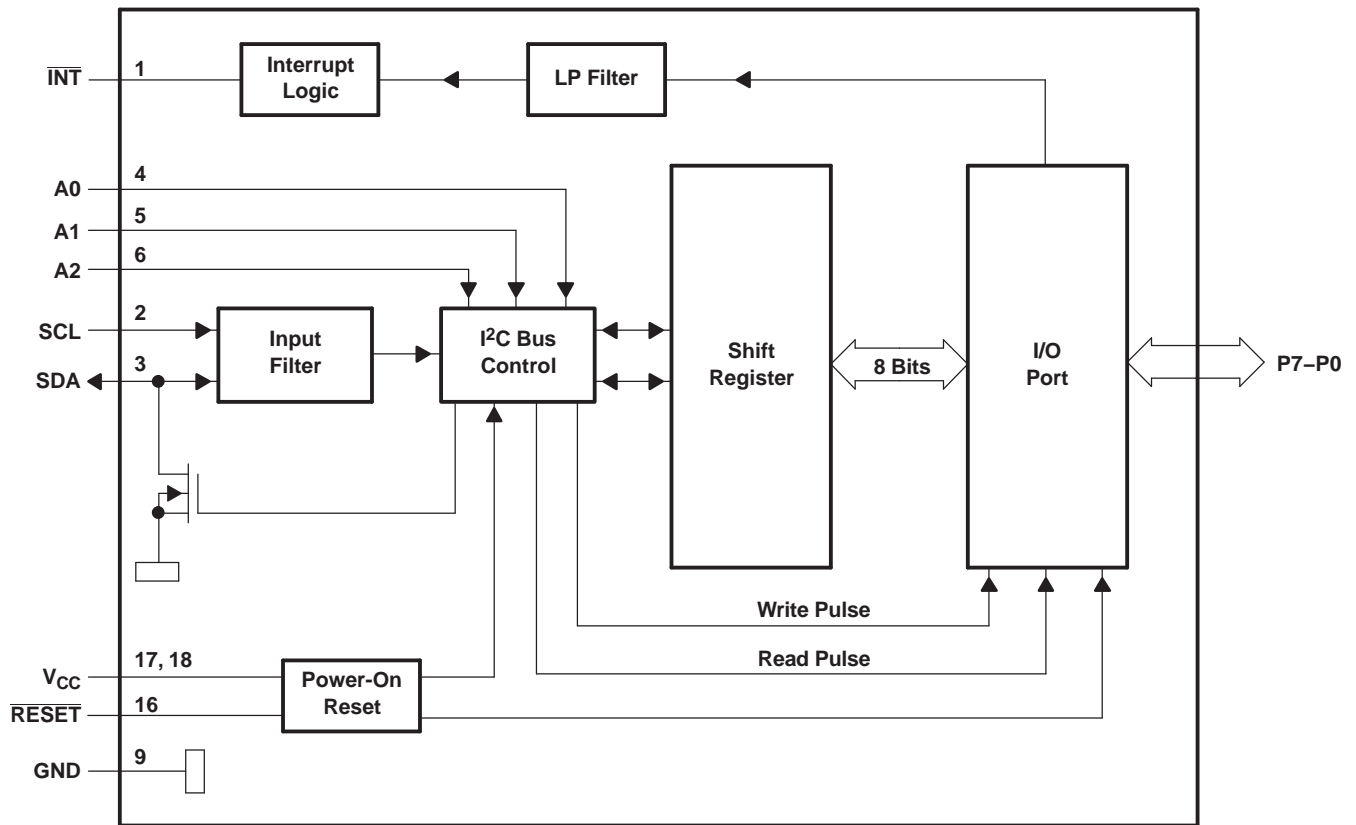 INT
1
Interrupt
Logic
LP Filter
A0
4
A1
5
A2
6
SCL
2
SDA
3
Input
Filter
I2C Bus
Control
Shift
Register
8 Bits
I/O
Port
P7–P0
Write Pulse
Read Pulse
VCC
17, 18
RESET
16
Power-On
Reset
GND
9